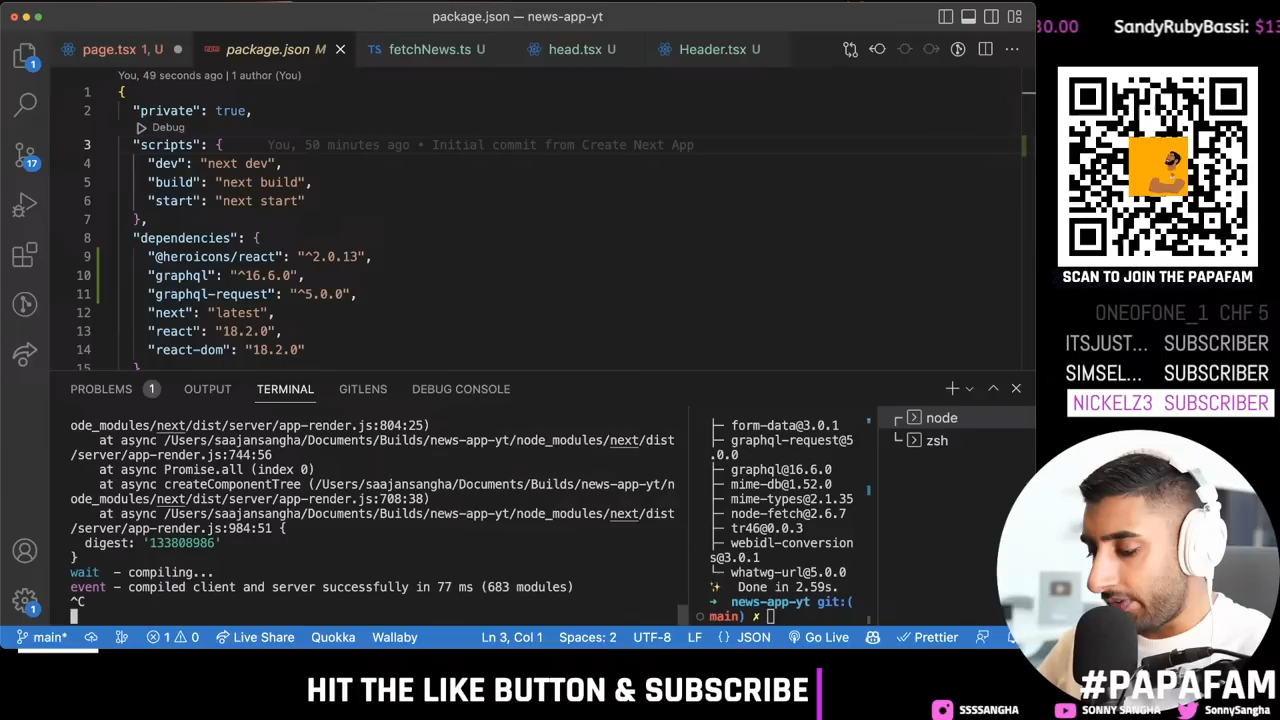 package.json — news-app-yt
30.00 SandyRubyBassi: $13
page.tsx 1, U
package.json M
fetchNews.ts U
head.tsx U
Header.tsx U
You, 49 seconds ago | 1 author (You)
1 {
2 "private": true,
Debug
3 "scripts": { You, 50 minutes ago • Initial commit from Create Next App
4 "dev": "next dev",
5 "build": "next build",
6 "start": "next start"
7 },
8 "dependencies": {
9 "@heroicons/react": "^2.0.13",
10 "graphql": "^16.6.0",
11 "graphql-request": "^5.0.0",
12 "next": "latest",
13 "react": "18.2.0",
14 "react-dom": "18.2.0"
15 }
1
17
1
PROBLEMS 1 OUTPUT TERMINAL GITLENS DEBUG CONSOLE
ode_modules/next/dist/server/app-render.js:804:25)
at async /Users/saajansangha/Documents/Builds/news-app-yt/node_modules/next/dist
/server/app-render.js:744:56
at async Promise.all (index 0)
at async createComponentTree (/Users/saajansangha/Documents/Builds/news-app-yt/n
ode_modules/next/dist/server/app-render.js:708:38)
at async /Users/saajansangha/Documents/Builds/news-app-yt/node_modules/next/dist
/server/app-render.js:984:51 {
digest: '133808986'
}
wait - compiling...
event - compiled client and server successfully in 77 ms (683 modules)
^C
├─ form-data@3.0.1
├─ graphql-request@5
.0.0
├─ graphql@16.6.0
├─ mime-db@1.52.0
├─ mime-types@2.1.35
├─ node-fetch@2.6.7
├─ tr46@0.0.3
├─ webidl-conversion
s@3.0.1
└─ whatwg-url@5.0.0
✨ Done in 2.59s.
→ news-app-yt git:(
main) ✗
node
zsh
main* 1 0 Live Share Quokka Wallaby Ln 3, Col 1 Spaces: 2 UTF-8 LF { } JSON Go Live Prettier
SCAN TO JOIN THE PAPAFAM
ONEOFONE_1 CHF 5
ITSJUST... SUBSCRIBER
SIMSEL... SUBSCRIBER
NICKELZ3 SUBSCRIBER
HIT THE LIKE BUTTON & SUBSCRIBE
#PAPAFAM
SSSSANGHA SONNY SANGHA SonnySangha